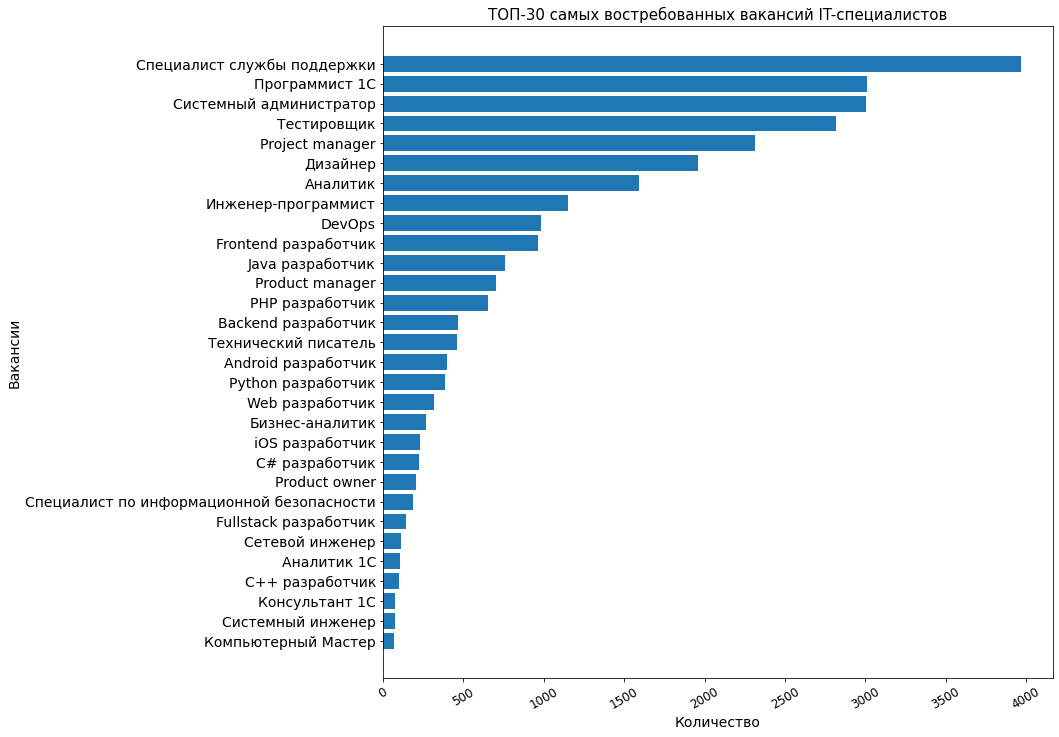 ТОП-30 самых востребованных вакансий IT-специалистов
Вакансии
Специалист службы поддержки
Программист 1С
Системный администратор
Тестировщик
Project manager
Дизайнер
Аналитик
Инженер-программист
DevOps
Frontend разработчик
Java разработчик
Product manager
PHP разработчик
Backend разработчик
Технический писатель
Android разработчик
Python разработчик
Web разработчик
Бизнес-аналитик
iOS разработчик
C# разработчик
Product owner
Специалист по информационной безопасности
Fullstack разработчик
Сетевой инженер
Аналитик 1С
C++ разработчик
Консультант 1С
Системный инженер
Компьютерный Мастер
0 500 1000 1500 2000 2500 3000 3500 4000
Количество